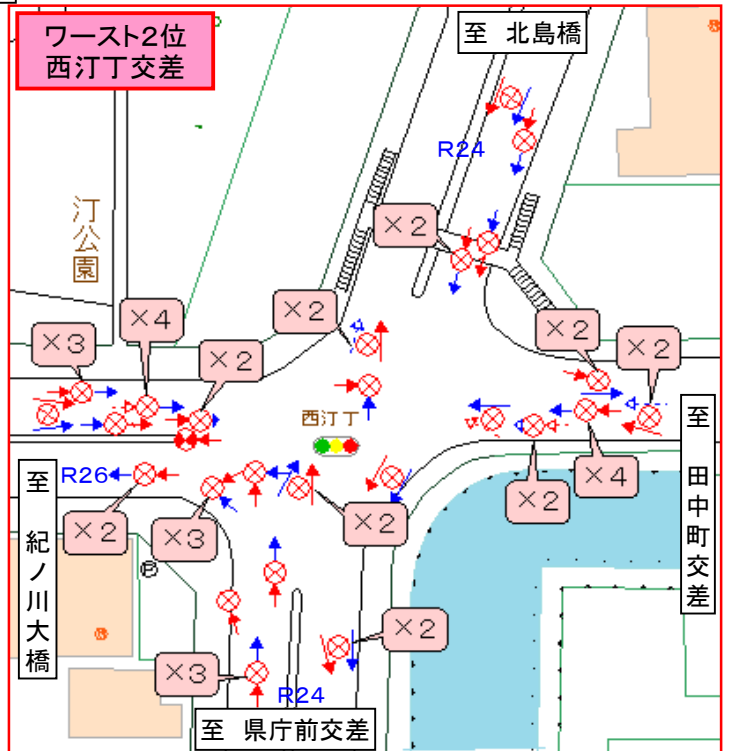 ワースト2位
西汀丁交差
至 北島橋
R24
汀公園
×2
×2
×4
×3
×2
×2
×2
西汀丁
至 田中町交差
R26
至 紀ノ川大橋
×4
×2
×2
×3
×2
×2
×3
R24
至 県庁前交差